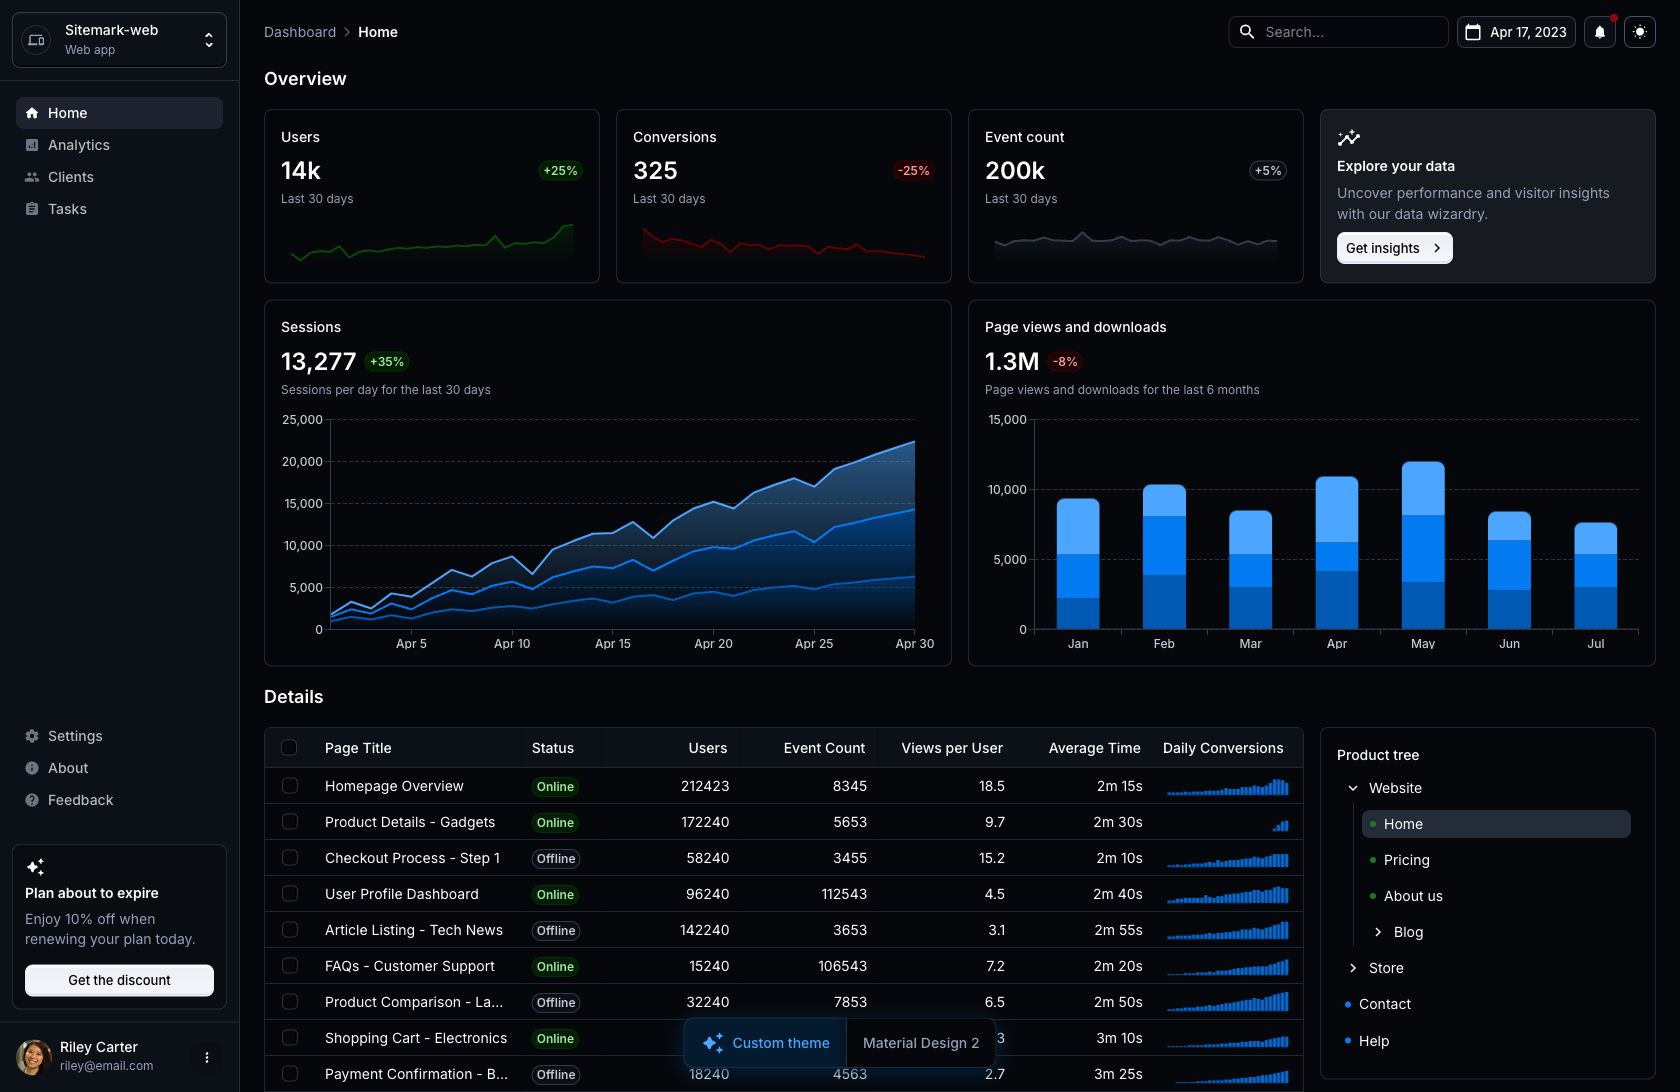 Sitemark-web
Web app
Home
Analytics
Clients
Tasks
Settings
About
Feedback
Plan about to expire
Enjoy 10% off when
renewing your plan today.
Get the discount
Riley Carter
riley@email.com
Dashboard Home
Search...
Apr 17, 2023
Overview
Users
14k
+25%
Last 30 days
Conversions
325
-25%
Last 30 days
Event count
200k
+5%
Last 30 days
Explore your data
Uncover performance and visitor insights
with our data wizardry.
Get insights
Sessions
13,277 +35%
Sessions per day for the last 30 days
25,000
20,000
15,000
10,000
5,000
0
Apr 5 Apr 10 Apr 15 Apr 20 Apr 25 Apr 30
Page views and downloads
1.3M -8%
Page views and downloads for the last 6 months
15,000
10,000
5,000
0
Jan Feb Mar Apr May Jun Jul
Details
Page Title Status Users Event Count Views per User Average Time Daily Conversions
Homepage Overview Online 212423 8345 18.5 2m 15s
Product Details - Gadgets Online 172240 5653 9.7 2m 30s
Checkout Process - Step 1 Offline 58240 3455 15.2 2m 10s
User Profile Dashboard Online 96240 112543 4.5 2m 40s
Article Listing - Tech News Offline 142240 3653 3.1 2m 55s
FAQs - Customer Support Online 15240 106543 7.2 2m 20s
Product Comparison - La... Offline 32240 7853 6.5 2m 50s
Shopping Cart - Electronics Online 3 3m 10s
Payment Confirmation - B... Offline 18240 4563 2.7 3m 25s
Custom theme
Material Design 2
Product tree
Website
Home
Pricing
About us
Blog
Store
Contact
Help